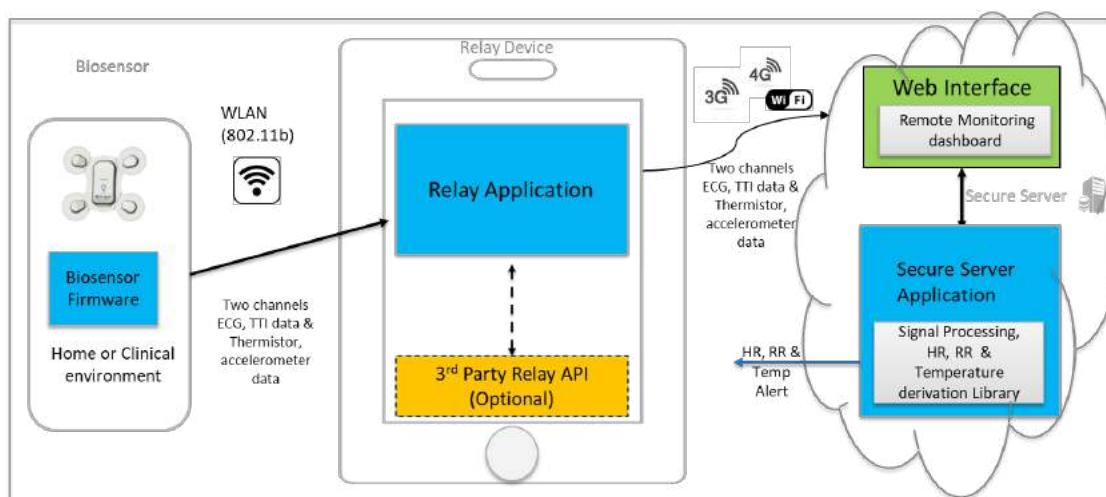 Biosensor
WLAN
(802.11b)
Biosensor
Firmware
Home or Clinical
environment
Two channels
ECG, TTI data &
Thermistor,
accelerometer
data
Relay Device
Relay Application
3rd Party Relay API
(Optional)
3G
4G
Wi Fi
Two channels
ECG, TTI data &
Thermistor,
accelerometer
data
Web Interface
Remote Monitoring
dashboard
Secure Server
Secure Server
Application
Signal Processing,
HR, RR &
Temperature
derivation Library
HR, RR &
Temp
Alert